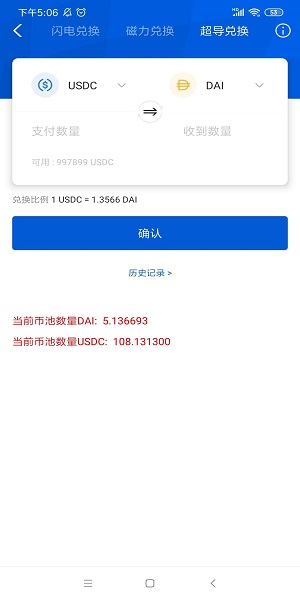 下午5:06
53
闪电兑换 磁力兑换 超导兑换
USDC DAI
支付数量 收到数量
可用 : 997899 USDC
兑换比例 1 USDC = 1.3566 DAI
确认
历史记录 >
当前币池数量DAI: 5.136693
当前币池数量USDC: 108.131300